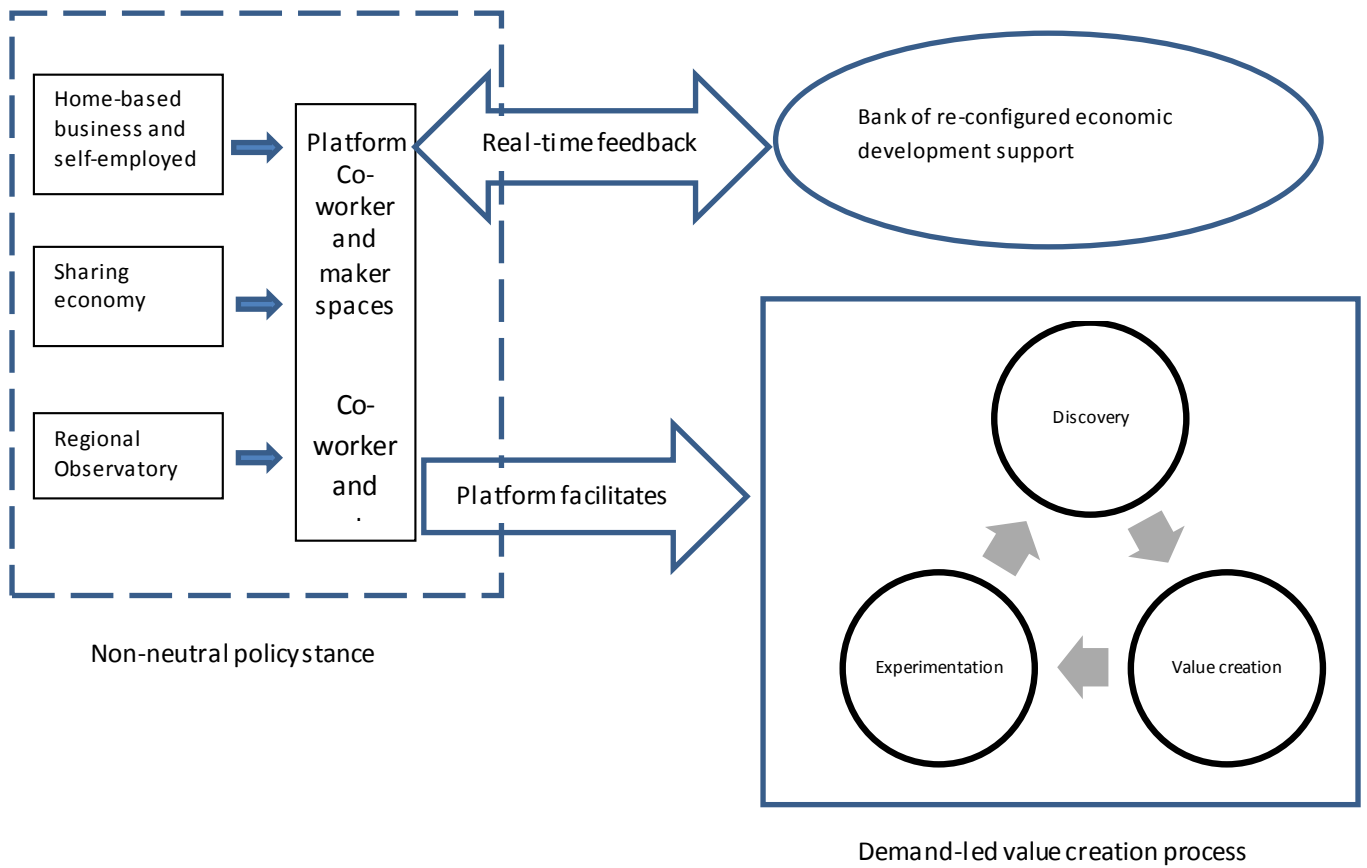 Home-based
business and
self-employed
Sharing
economy
Regional
Observatory
Platform
Co-
worker
and
maker
spaces
Co-
worker
and
.
Real-time feedback
Bank of re-configured economic
development support
Platform facilitates
Discovery
Experimentation
Value creation
Non-neutral policy stance
Demand-led value creation process